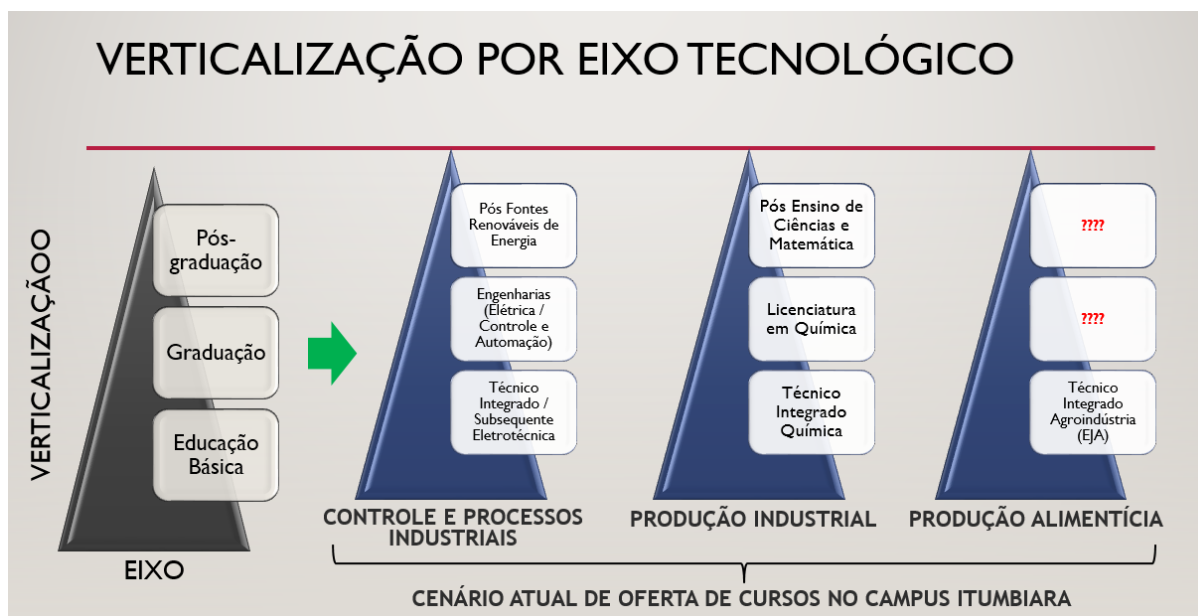 VERTICALIZAÇÃO POR EIXO TECNOLÓGICO
VERTICALIZAÇÃOO
Pós-
graduação
Graduação
Educação
Básica
EIXO
Pós Fontes
Renováveis de
Energia
Engenharias
(Elétrica /
Controle e
Automação)
Técnico
Integrado /
Subsequente
Eletrotécnica
CONTROLE E PROCESSOS
INDUSTRIAIS
Pós Ensino de
Ciências e
Matemática
Licenciatura
em Química
Técnico
Integrado
Química
PRODUÇÃO INDUSTRIAL
????
????
Técnico
Integrado
Agroindústria
(EJA)
PRODUÇÃO ALIMENTÍCIA
CENÁRIO ATUAL DE OFERTA DE CURSOS NO CAMPUS ITUMBIARA